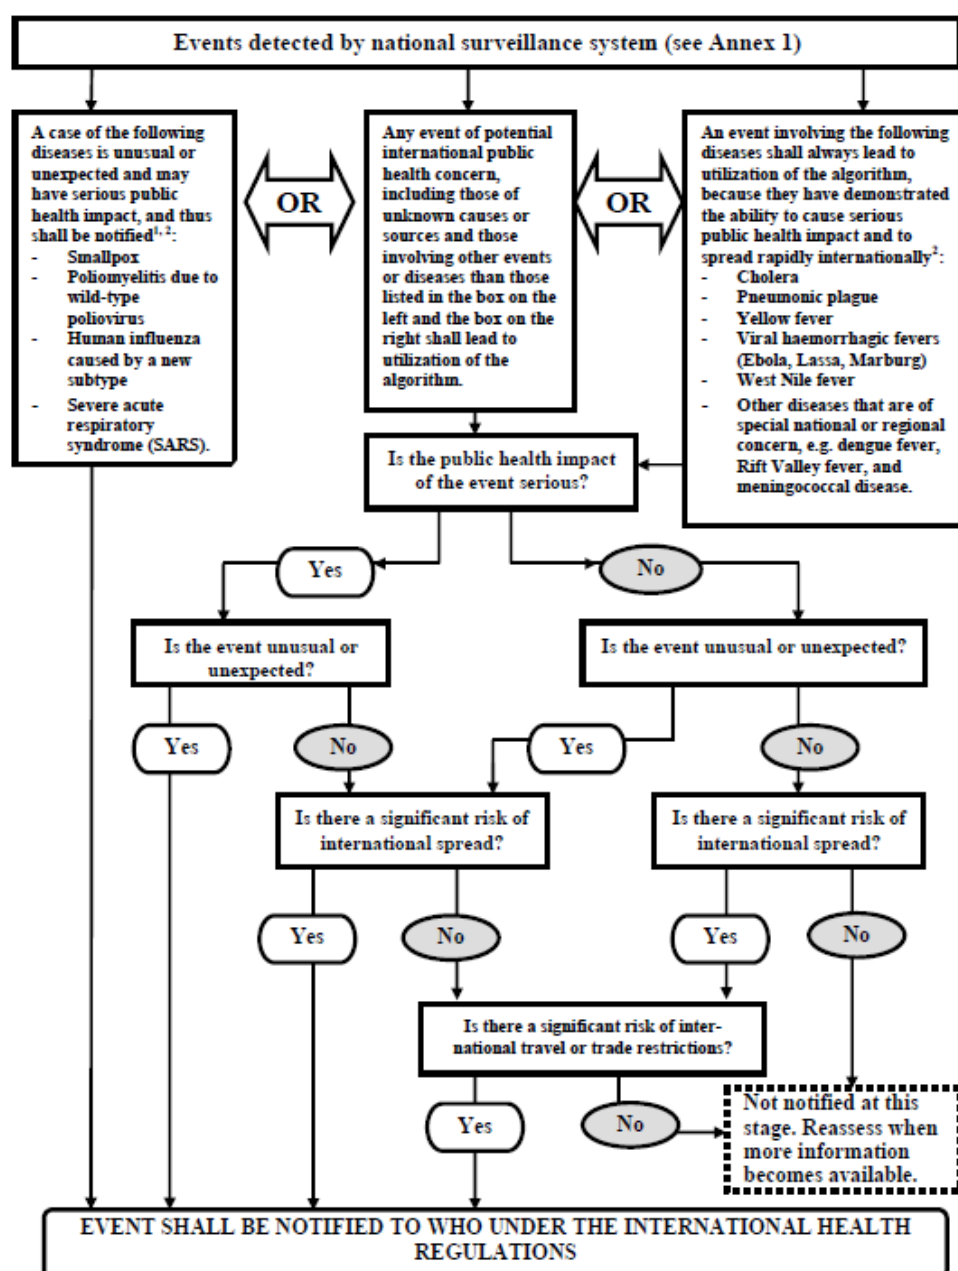 Events detected by national surveillance system (see Annex 1)
A case of the following
diseases is unusual or
unexpected and may
have serious public
health impact, and thus
shall be notified1, 2:
- Smallpox
- Poliomyelitis due to
wild-type
poliovirus
- Human influenza
caused by a new
subtype
- Severe acute
respiratory
syndrome (SARS).
OR
Any event of potential
international public
health concern,
including those of
unknown causes or
sources and those
involving other events
or diseases than those
listed in the box on the
left and the box on the
right shall lead to
utilization of the
algorithm.
OR
An event involving the following
diseases shall always lead to
utilization of the algorithm,
because they have demonstrated
the ability to cause serious
public health impact and to
spread rapidly internationally2:
- Cholera
- Pneumonic plague
- Yellow fever
- Viral haemorrhagic fevers
(Ebola, Lassa, Marburg)
- West Nile fever
- Other diseases that are of
special national or regional
concern, e.g. dengue fever,
Rift Valley fever, and
meningococcal disease.
Is the public health impact
of the event serious?
Yes
No
Is the event unusual or
unexpected?
Is the event unusual or unexpected?
Yes
No
Yes
No
Is there a significant risk of
international spread?
Is there a significant risk of
international spread?
Yes
No
Yes
No
Is there a significant risk of inter-
national travel or trade restrictions?
Yes
No
Not notified at this
stage. Reassess when
more information
becomes available.
EVENT SHALL BE NOTIFIED TO WHO UNDER THE INTERNATIONAL HEALTH
REGULATIONS